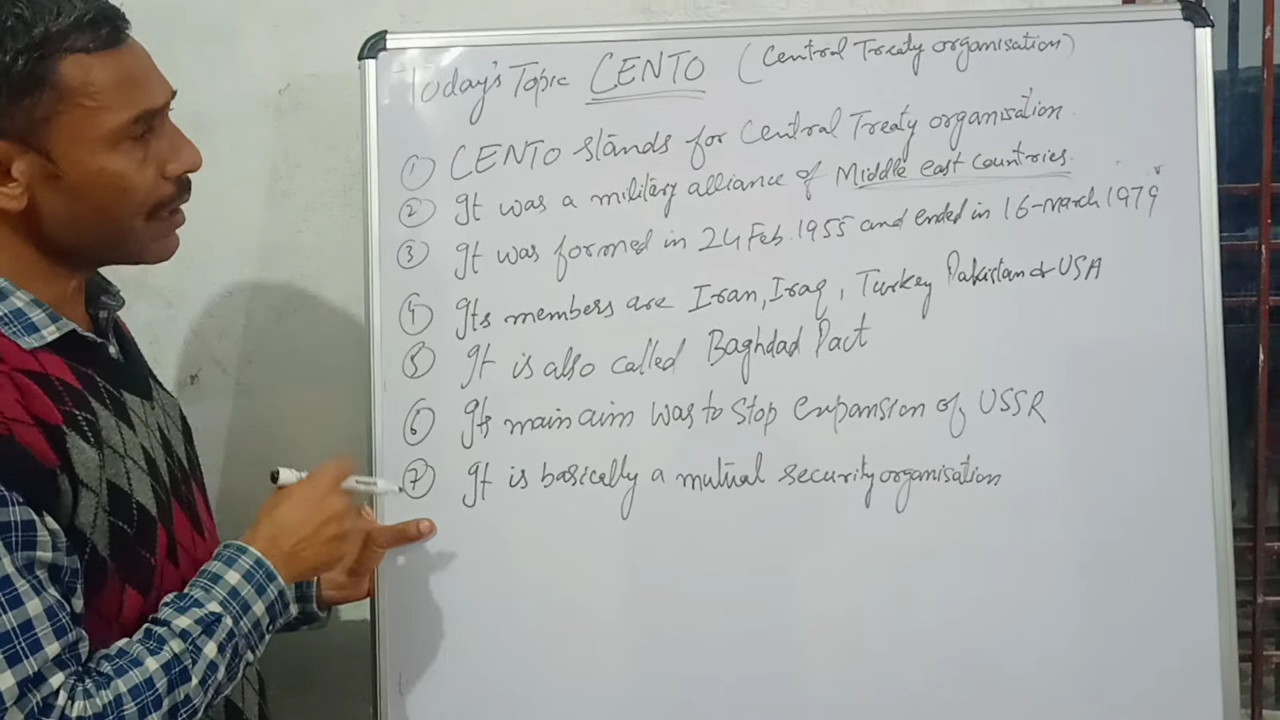 Today's Topic CENTO (Central Treaty organisation)
① CENTO stands for Central Treaty organisation
② It was a military alliance of Middle east Countries.
③ It was formed in 24 Feb. 1955 and ended in 16-march 1979
④ Its members are Iran, Iraq, Turkey Pakistan & USA
⑤ It is also called Baghdad Pact
⑥ Its main aim was to stop expansion of USSR
⑦ It is basically a mutual security organisation